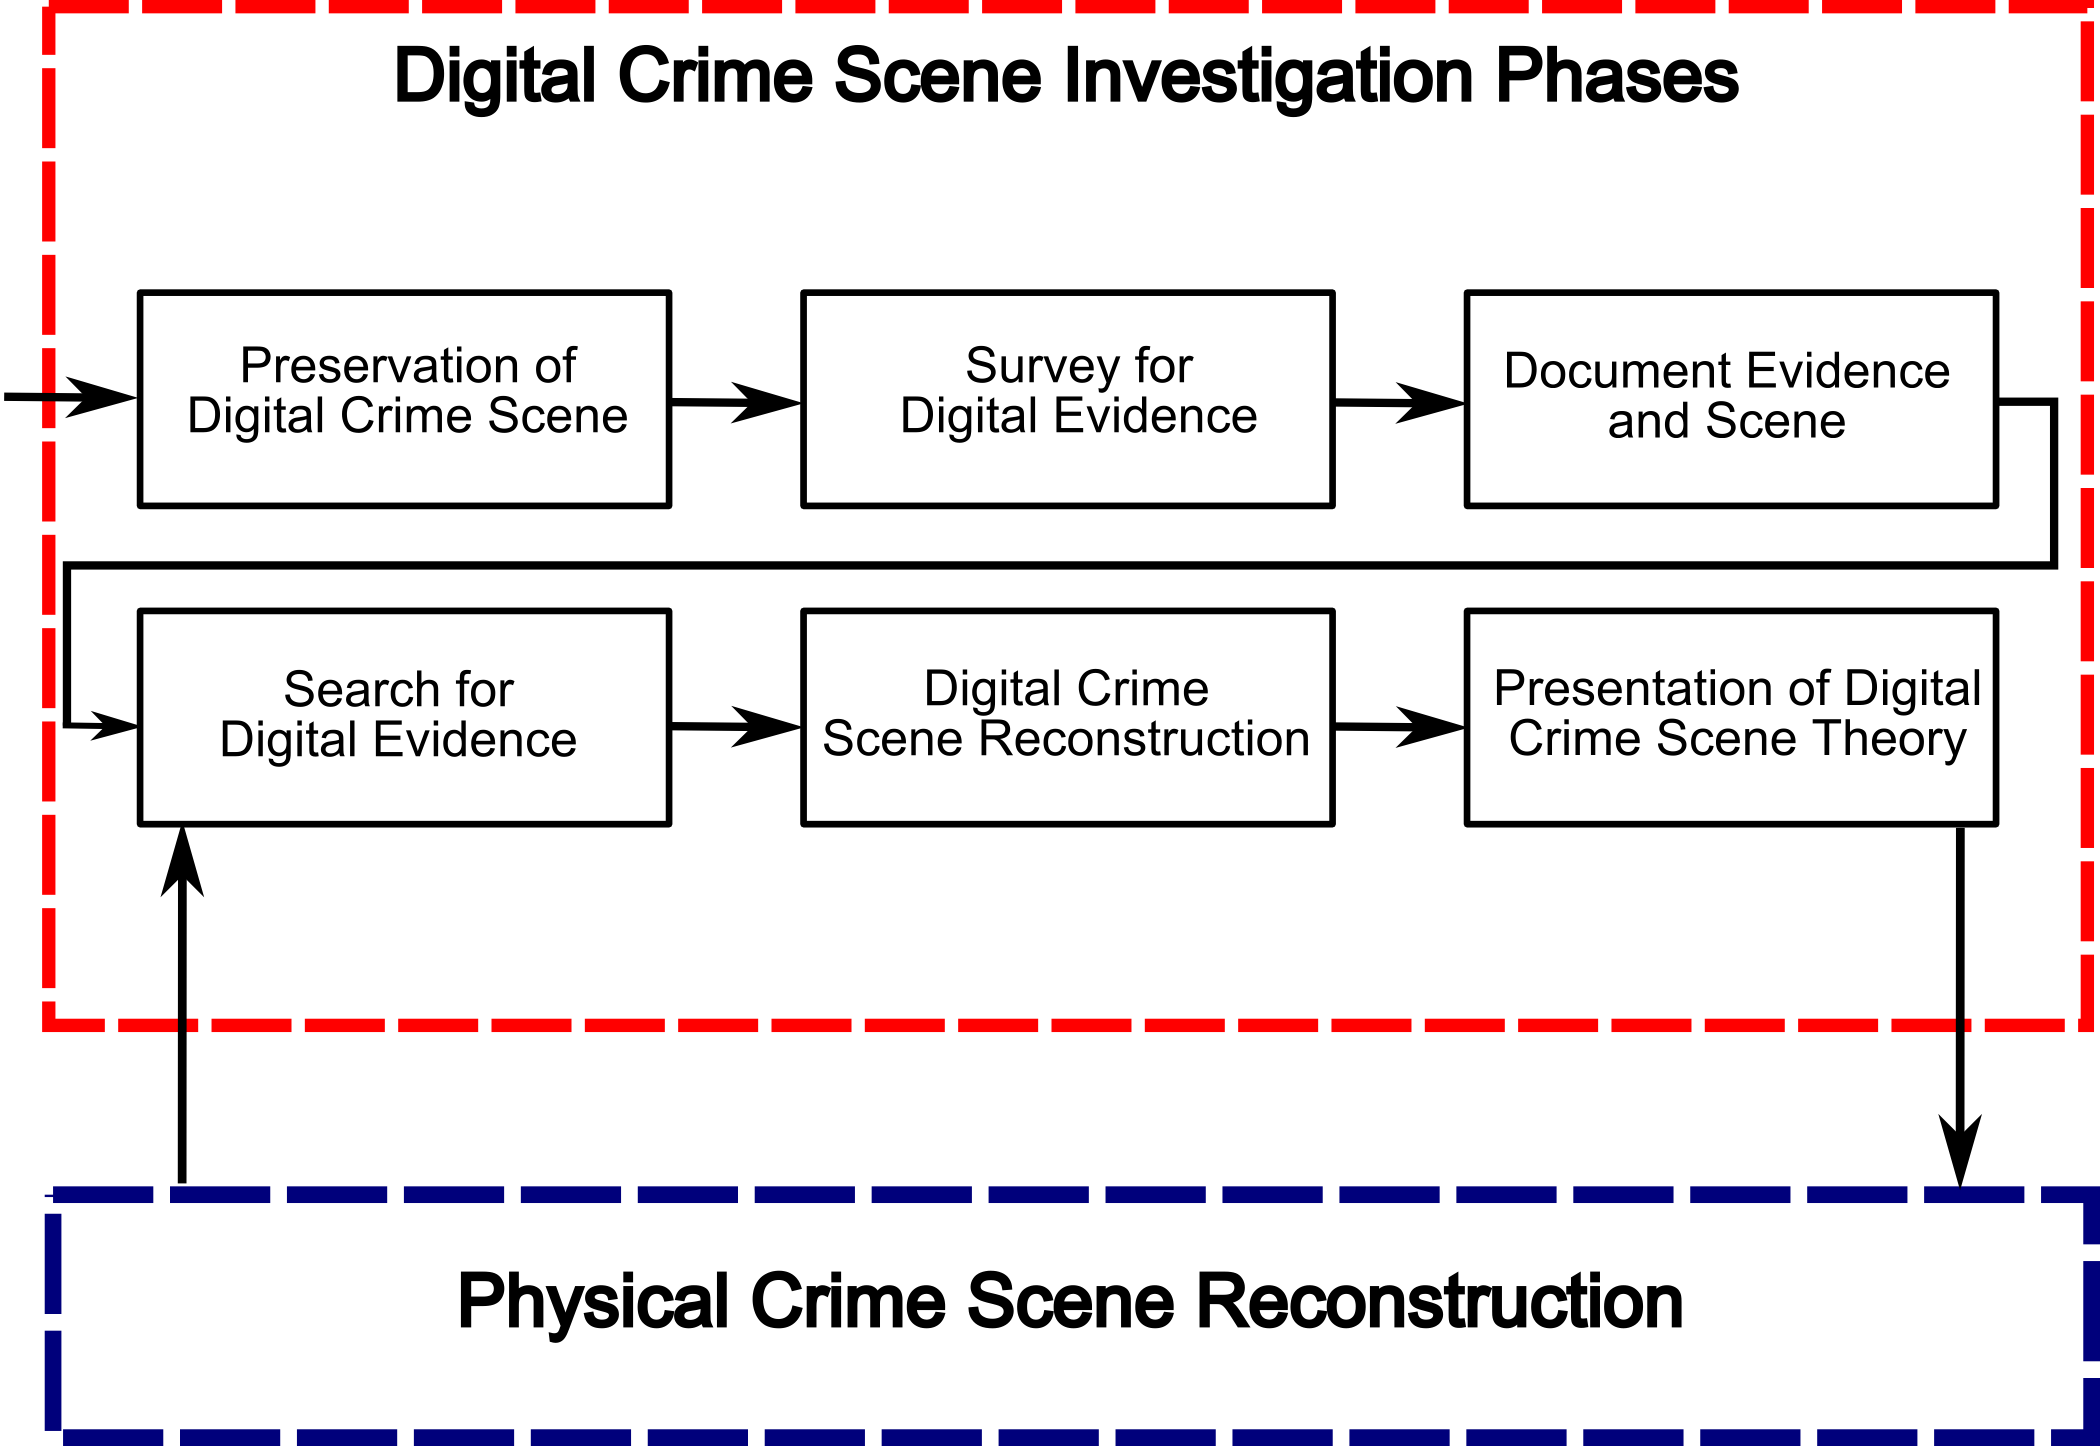 Digital Crime Scene Investigation Phases
Preservation of
Digital Crime Scene
Survey for
Digital Evidence
Document Evidence
and Scene
Search for
Digital Evidence
Digital Crime
Scene Reconstruction
Presentation of Digital
Crime Scene Theory
Physical Crime Scene Reconstruction